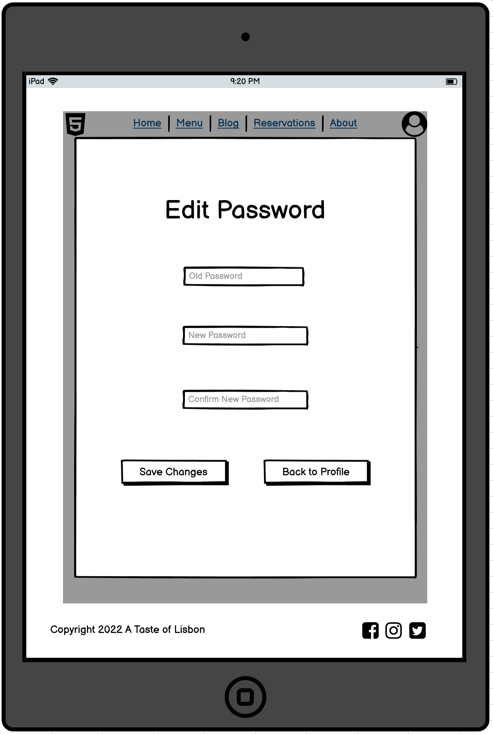 iPad 9:20 PM
5 Home Menu Blog Reservations About
Edit Password
Old Password
New Password
Confirm New Password
Save Changes Back to Profile
Copyright 2022 A Taste of Lisbon